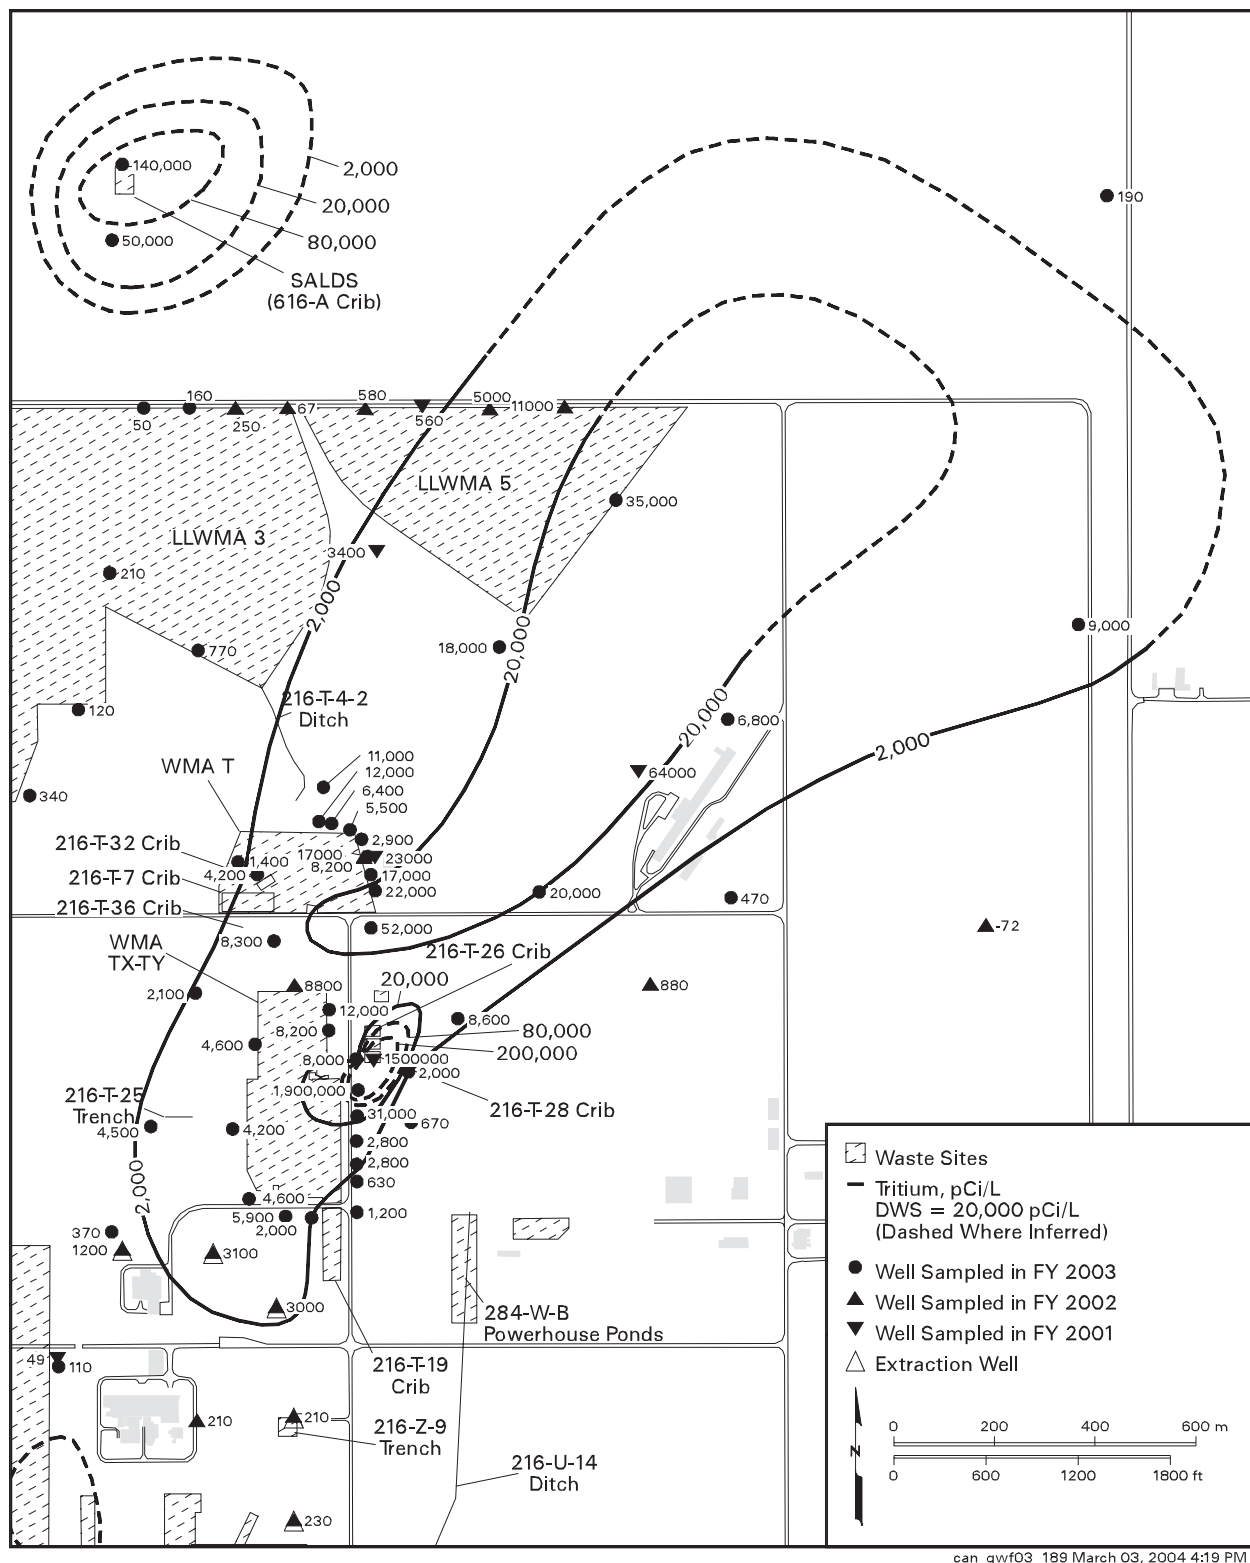 140,000
2,000
20,000
80,000
50,000
SALDS
(616-A Crib)
190
160
580
5000
11000
50
250
67
560
LLWMA 5
35,000
LLWMA 3
3400
210
2,000
9,000
770
18,000
20,000
120
216-T-4-2
Ditch
6,800
20,000
2,000
11,000
WMA T
12,000
64000
6,400
340
5,500
216-T-32 Crib
2,900
17000
23000
1,400
8,200
216-T-7 Crib
4,200
17,000
22,000
20,000
470
216-T-36 Crib
52,000
-72
8,300
WMA
TX-TY
216-T-26 Crib
20,000
8800
880
2,100
12,000
8,600
8,200
80,000
4,600
200,000
8,000
1500000
2,000
1,900,000
216-T-25
Trench
216-T-28 Crib
31,000
670
4,500
4,200
2,800
2,800
2,000
630
4,600
1,200
5,900
2,000
370
1200
3100
3000
284-W-B
Powerhouse Ponds
49
110
216-T-19
Crib
210
210
216-Z-9
Trench
216-U-14
Ditch
230
Waste Sites
Tritium, pCi/L
DWS = 20,000 pCi/L
(Dashed Where Inferred)
Well Sampled in FY 2003
Well Sampled in FY 2002
Well Sampled in FY 2001
Extraction Well
0 200 400 600 m
N
0 600 1200 1800 ft
can_gwf03_189 March 03, 2004 4:19 PM